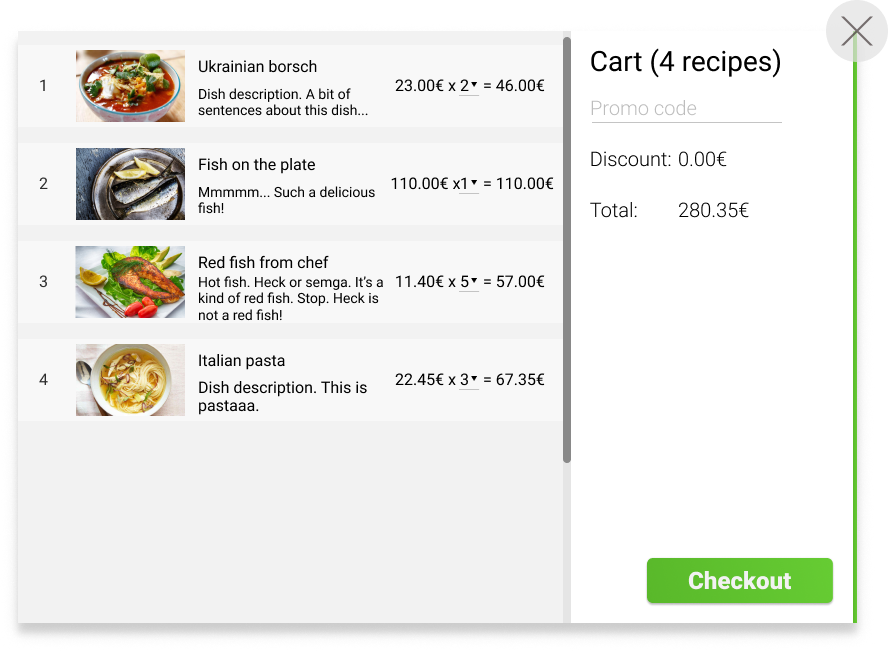 1
Ukrainian borsch
Dish description. A bit of
sentences about this dish...
23.00€ x 2 = 46.00€
2
Fish on the plate
Mmmmm... Such a delicious
fish!
110.00€ x1 = 110.00€
3
Red fish from chef
Hot fish. Heck or semga. It's a
kind of red fish. Stop. Heck is
not a red fish!
11.40€ x 5 = 57.00€
4
Italian pasta
Dish description. This is
pastaaa.
22.45€ x 3 = 67.35€
Cart (4 recipes)
Promo code
Discount: 0.00€
Total: 280.35€
Checkout